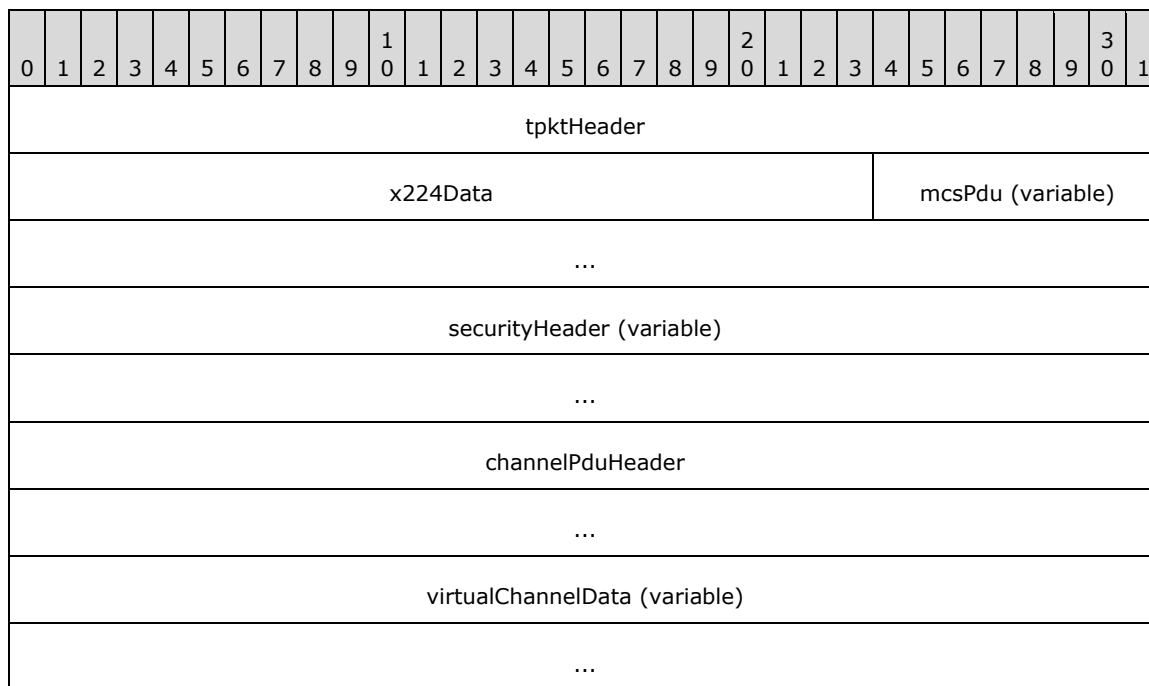 1 2 3
0 1 2 3 4 5 6 7 8 9 0 1 2 3 4 5 6 7 8 9 0 1 2 3 4 5 6 7 8 9 0 1
tpktHeader
x224Data mcsPdu (variable)
...
securityHeader (variable)
...
channelPduHeader
...
virtualChannelData (variable)
...